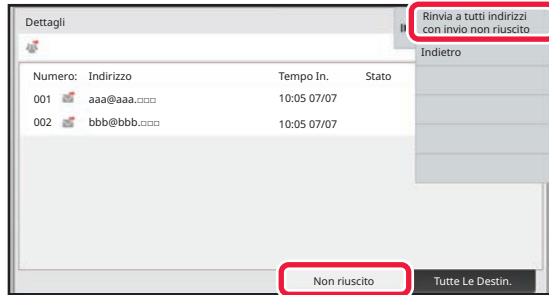 Dettagli
Rinvia a tutti indirizzi
con invio non riuscito
Indietro
Numero: Indirizzo Tempo In. Stato
001 aaa@aaa.□□□ 10:05 07/07
002 bbb@bbb.□□□ 10:05 07/07
Non riuscito Tutte Le Destin.